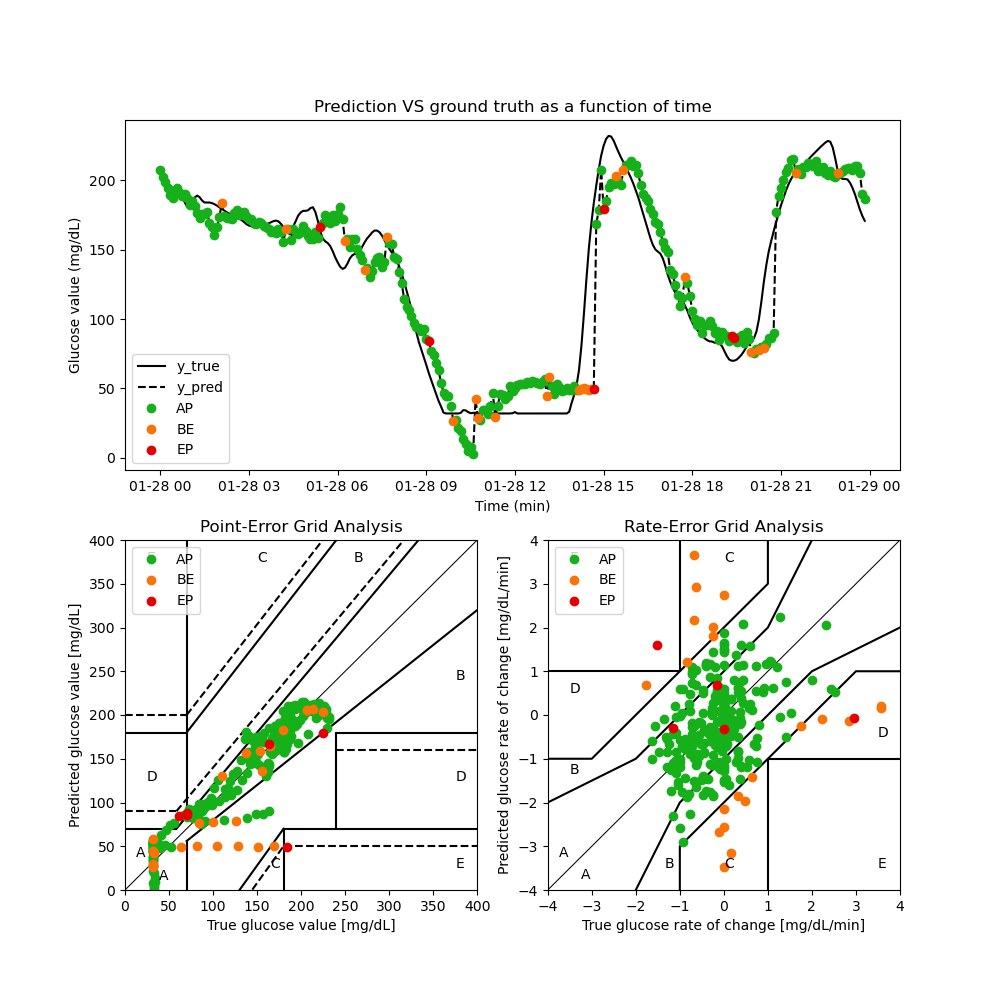 Prediction VS ground truth as a function of time
Glucose value (mg/dL)
200
150
100
50
0
y_true
y_pred
AP
BE
EP
01-28 00 01-28 03 01-28 06 01-28 09 01-28 12 01-28 15 01-28 18 01-28 21 01-29 00
Time (min)
Point-Error Grid Analysis
Predicted glucose value [mg/dL]
400
350
300
250
200
150
100
50
0
AP
BE
EP
C
B
B
D
D
D
A
A
C
E
0 50 100 150 200 250 300 350 400
True glucose value [mg/dL]
Rate-Error Grid Analysis
Predicted glucose rate of change [mg/dL/min]
4
3
2
1
0
−1
−2
−3
−4
AP
BE
EP
C
D
D
B
A
A
B
C
E
−4 −3 −2 −1 0 1 2 3 4
True glucose rate of change [mg/dL/min]